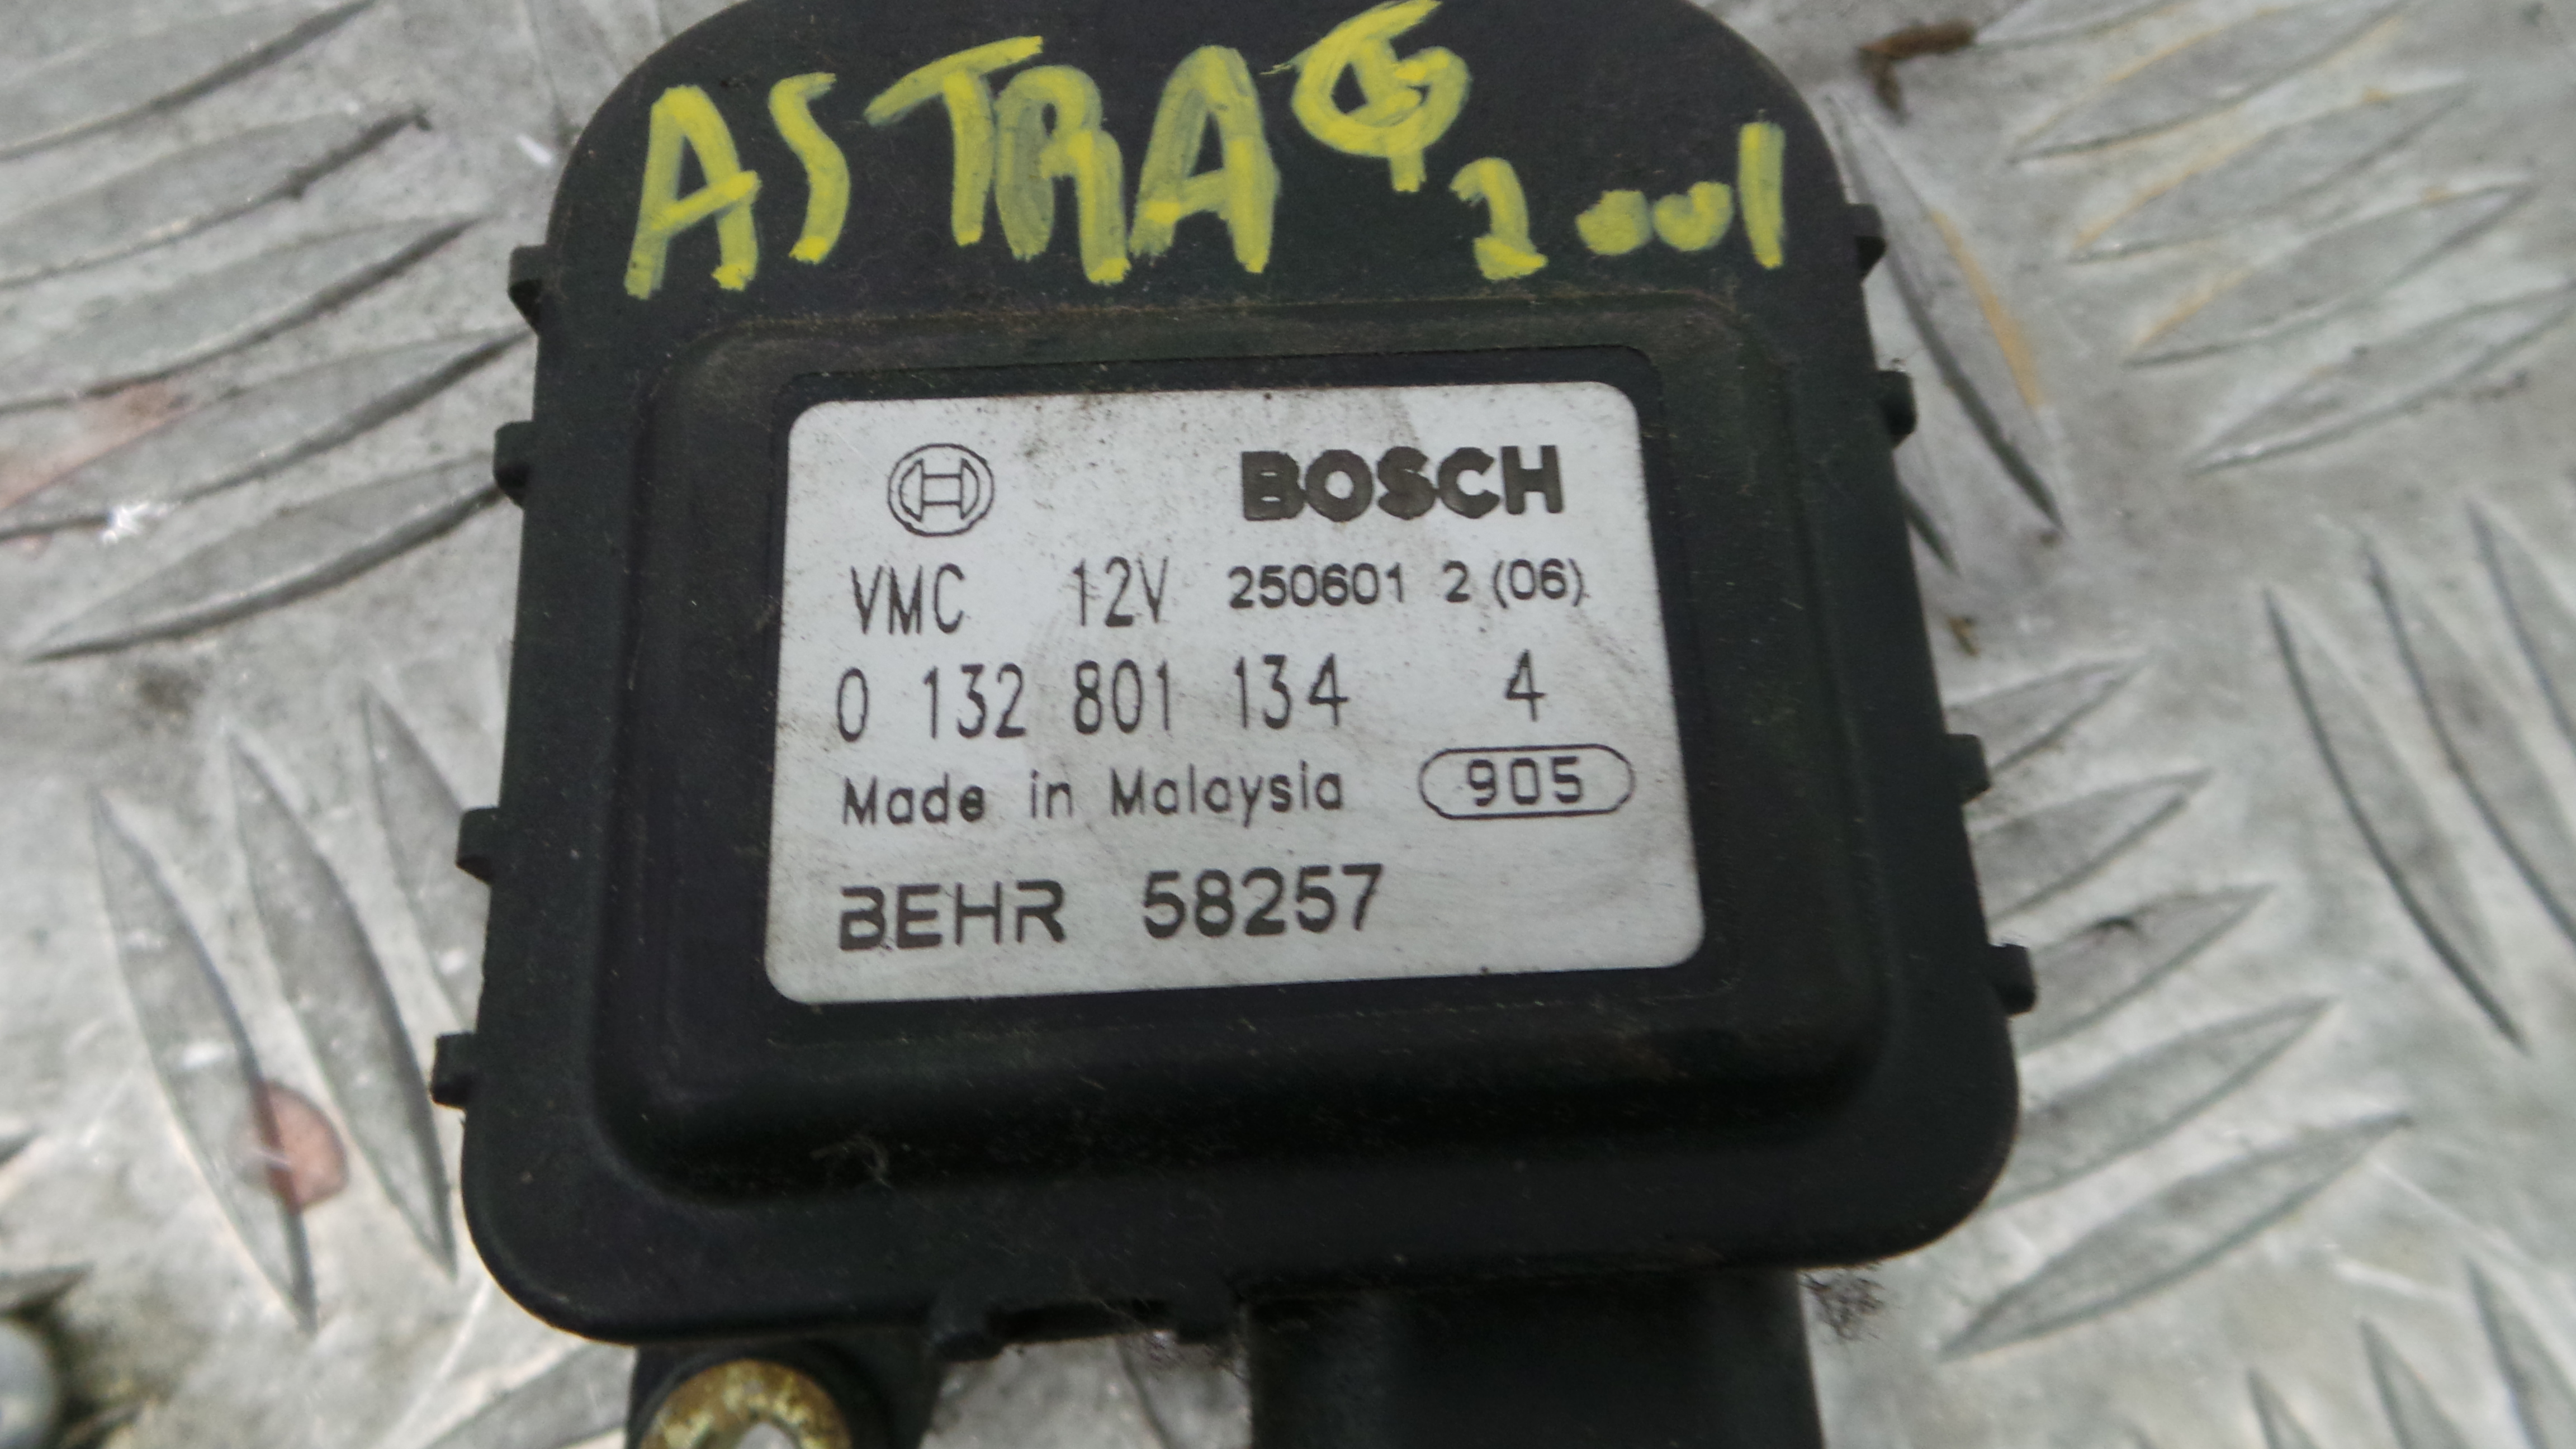 ASTRA G 2001
BOSCH
VMC 12V 250601 2 (06)
0 132 801 134 4
Made in Malaysia 905
BEHR 58257